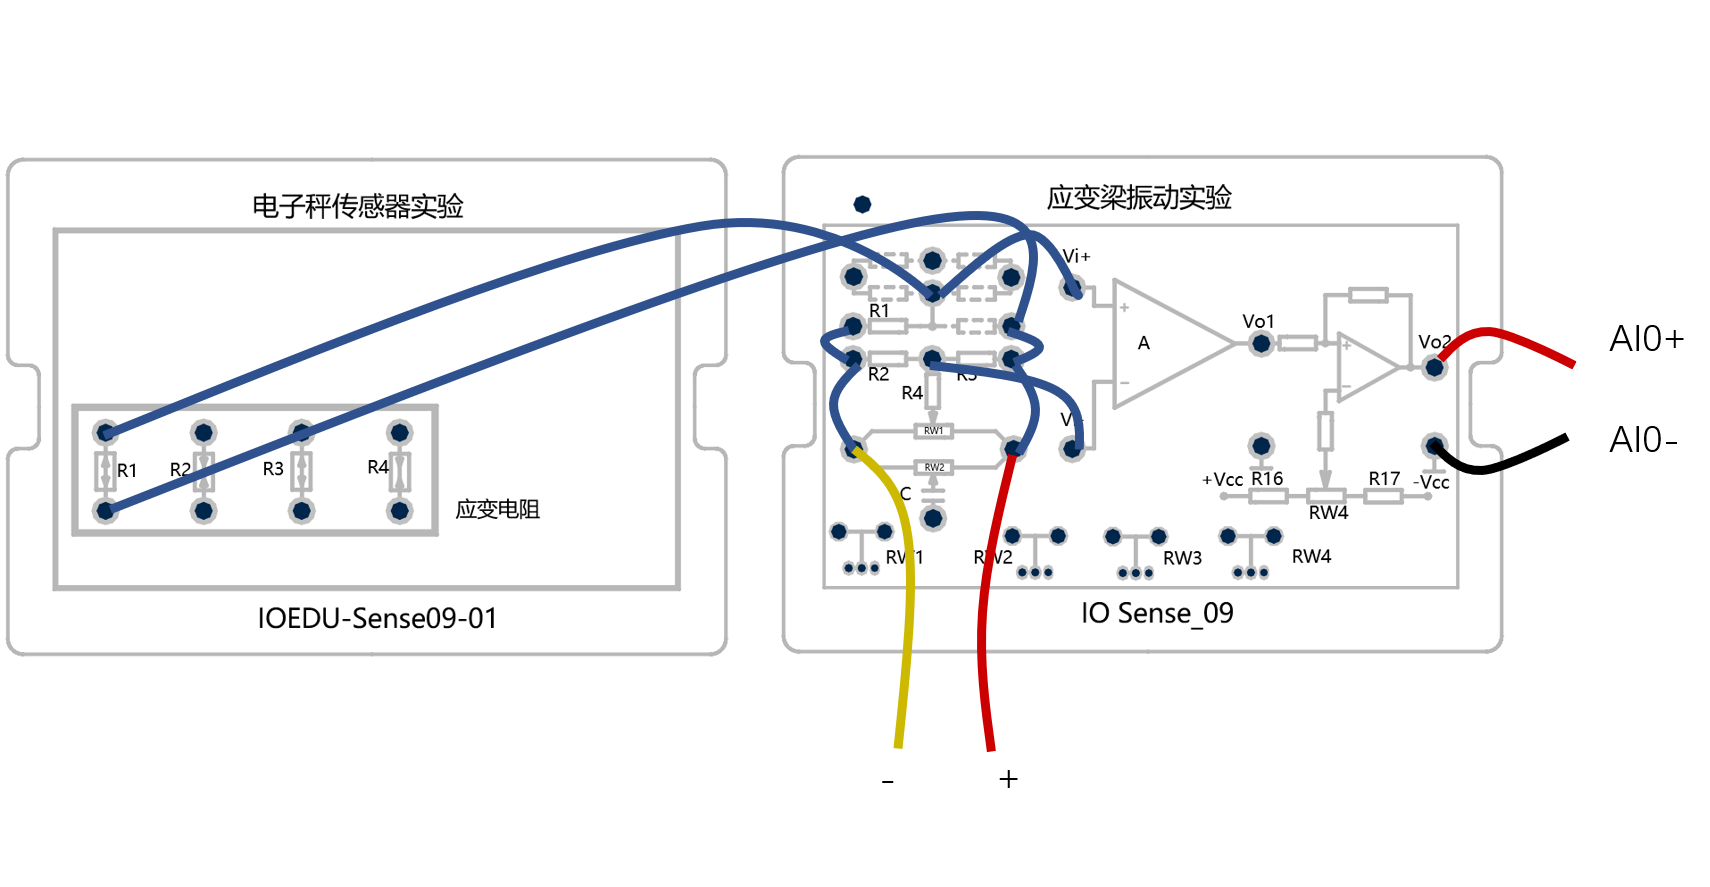 电子秤传感器实验
R1
R2
R3
R4
应变电阻
IOEDU-Sense09-01
应变梁振动实验
Vi+
R1
R2
R3
R4
RW1
RW2
C
+
A
−
Vo1
+
−
Vo2
+Vcc
R16
RW4
R17
-Vcc
RW1
RW2
RW3
RW4
IO Sense_09
AI0+
AI0-
-
+